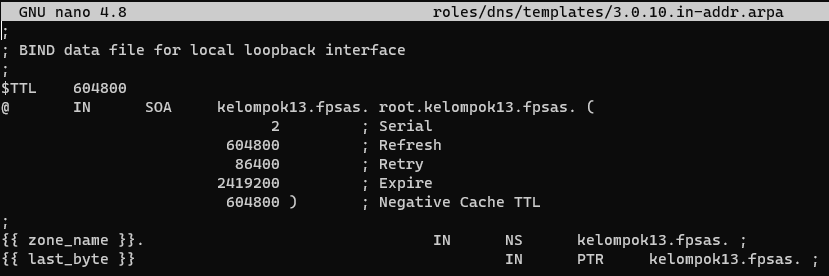 GNU nano 4.8 roles/dns/templates/3.0.10.in-addr.arpa
;
; BIND data file for local loopback interface
;
$TTL 604800
@ IN SOA kelompok13.fpsas. root.kelompok13.fpsas. (
2 ; Serial
604800 ; Refresh
86400 ; Retry
2419200 ; Expire
604800 ) ; Negative Cache TTL
;
{{ zone_name }}. IN NS kelompok13.fpsas. ;
{{ last_byte }} IN PTR kelompok13.fpsas. ;